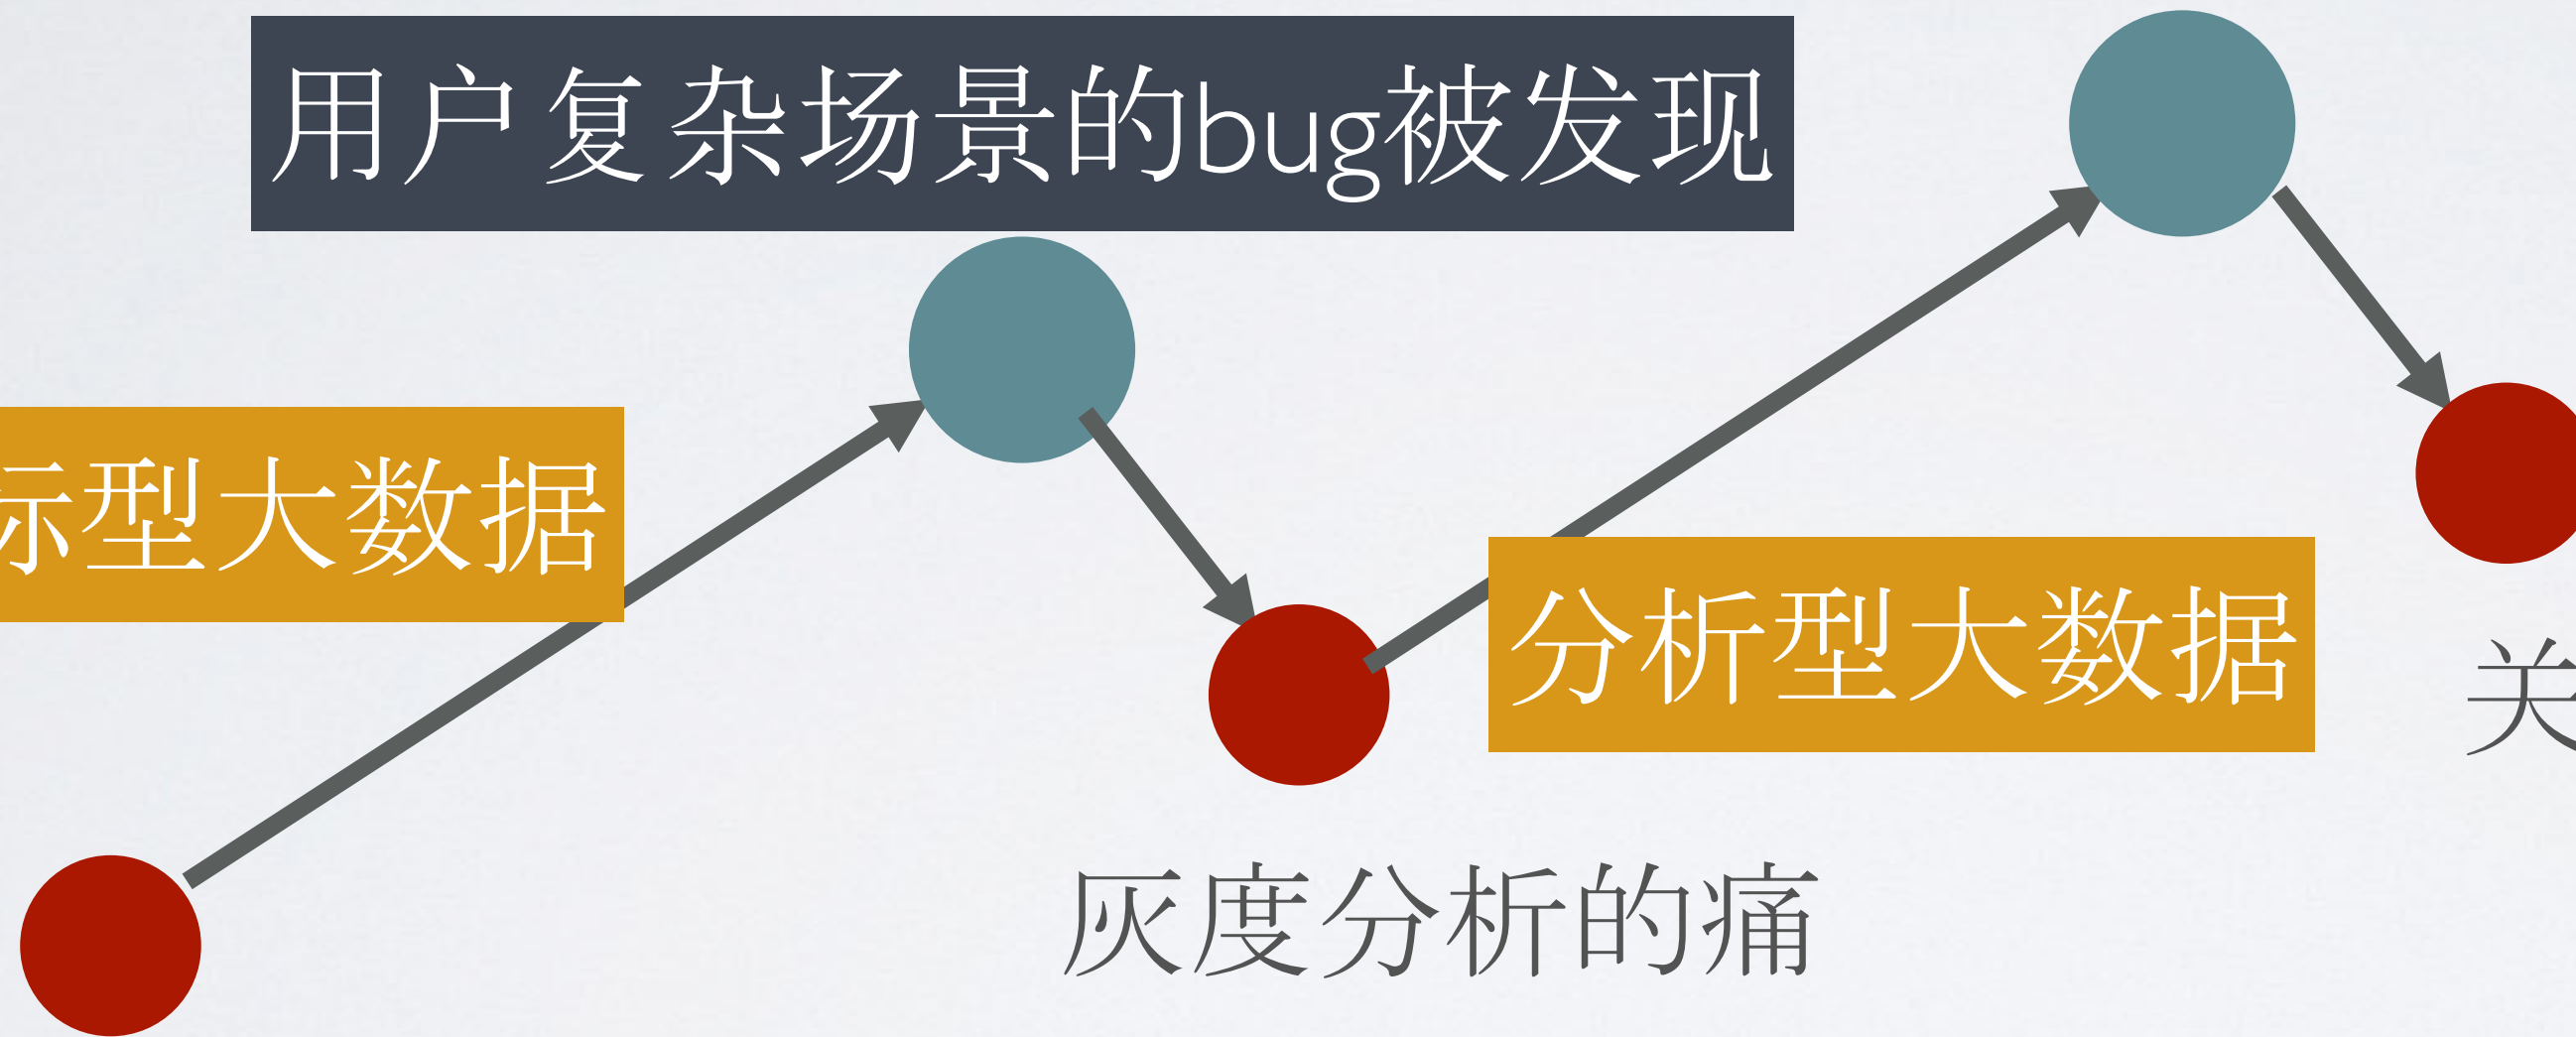 用户复杂场景的bug被发现
标型大数据
分析型大数据
关
灰度分析的痛